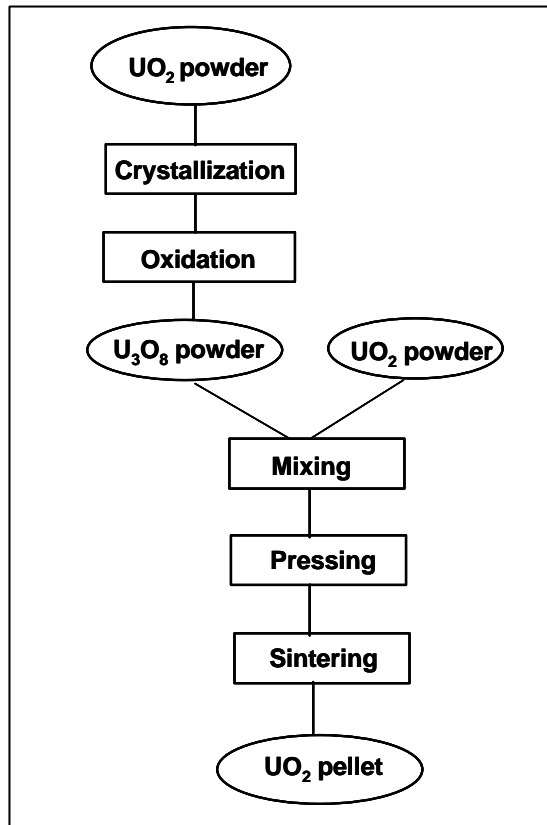 UO₂ powder
Crystallization
Oxidation
U₃O₈ powder
UO₂ powder
Mixing
Pressing
Sintering
UO₂ pellet